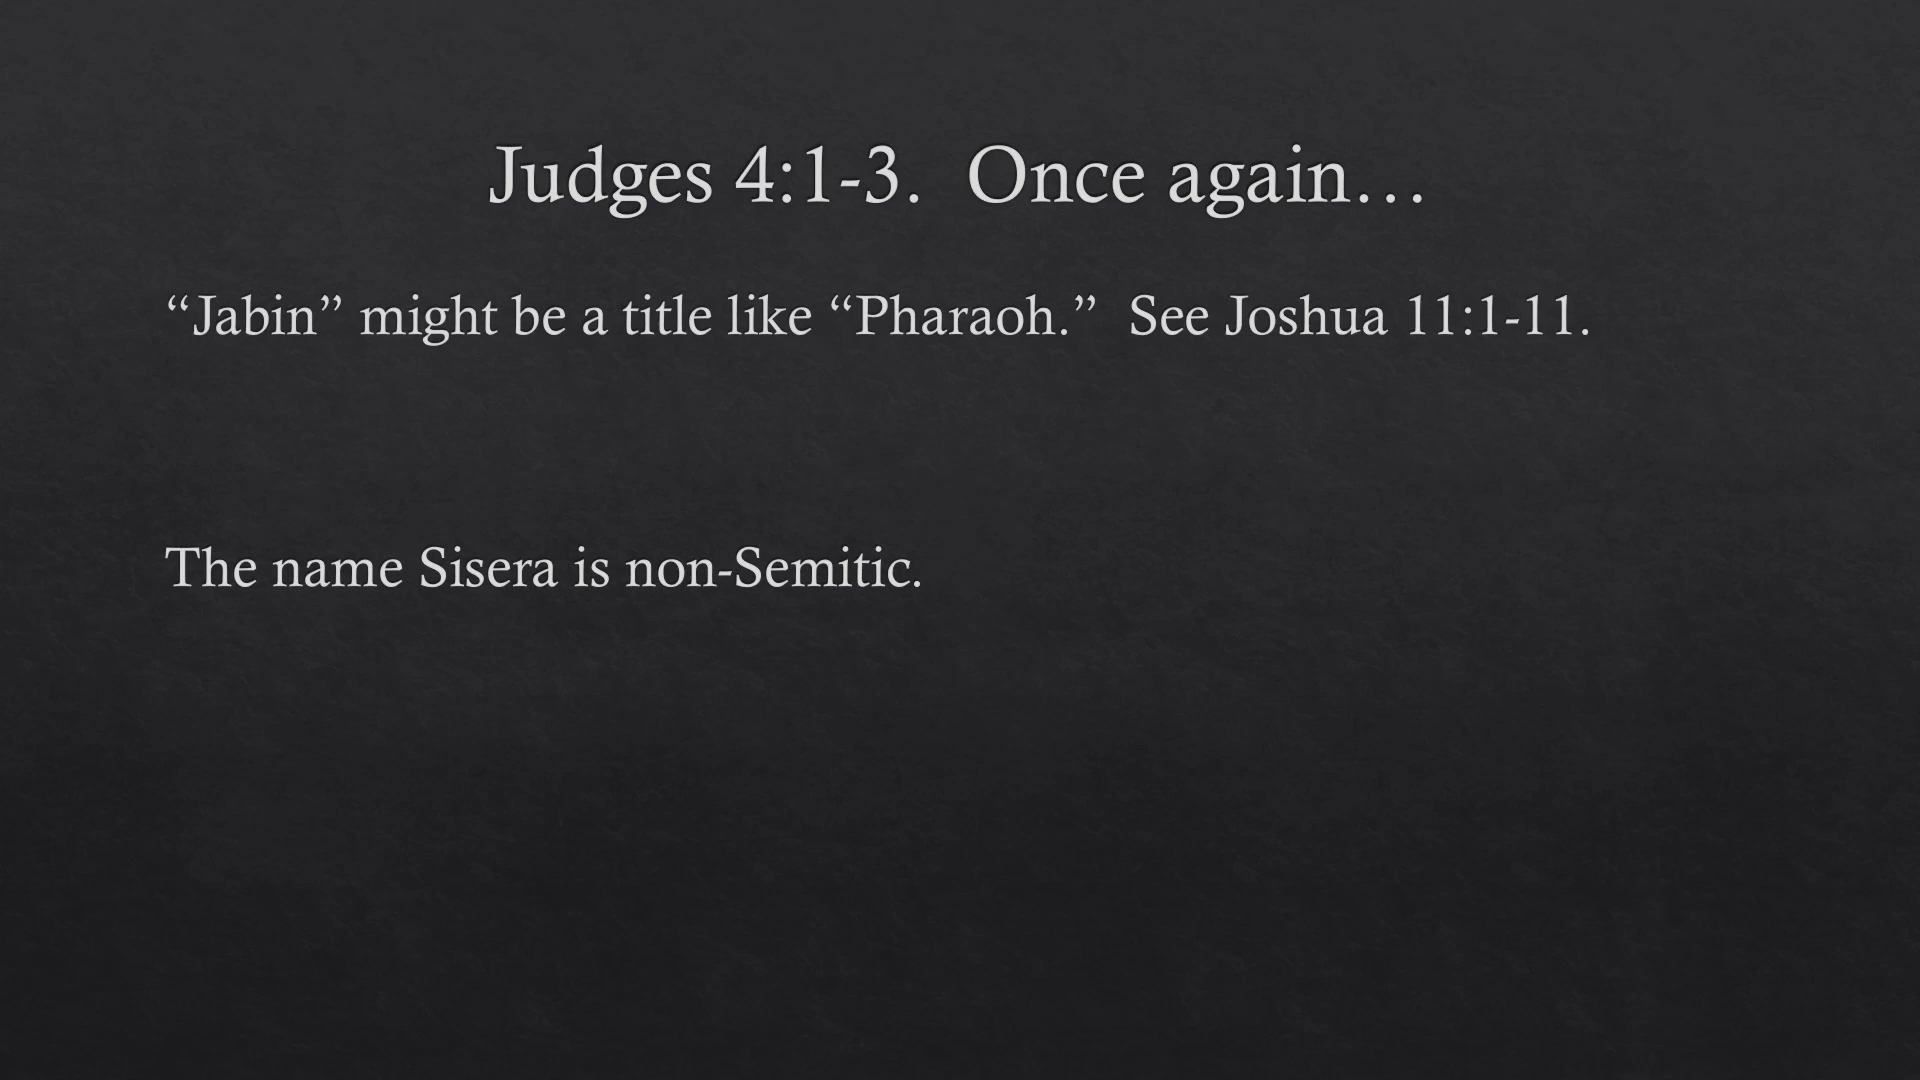 Judges 4:1-3.  Once again…
“Jabin” might be a title like “Pharaoh.”  See Joshua 11:1-11.
The name Sisera is non-Semitic.